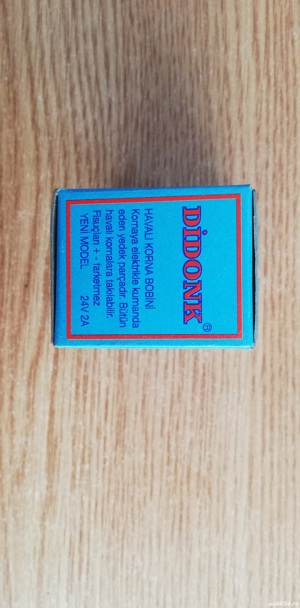 DİDONK®
HAVALI KORNA BOBİNİ
Kornaya elektrikle kumanda
eden yedek parçadır. Bütün
havalı kornalara takılabilir.
Fişuçları + - farketmez
YENİ MODEL 24V 2A